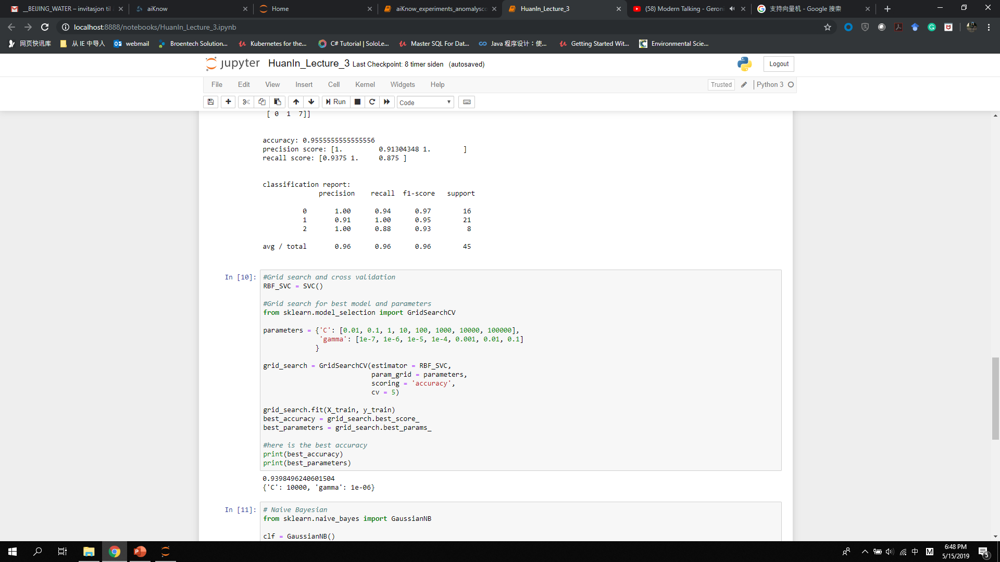 __BEIJING_WATER – invitasjon til
aiKnow
Home
aiKnow_experiments_anomalysco
HuanIn_Lecture_3
(58) Modern Talking - Geroni
支持向量机 - Google 搜索
localhost:8888/notebooks/HuanIn_Lecture_3.ipynb
网页快讯库
从 IE 中导入
webmail
Broentech Solution...
Kubernetes for the...
C# Tutorial | SoloLe...
Master SQL For Dat...
Java 程序设计：使...
Getting Started Wit...
Environmental Scie...
jupyter HuanIn_Lecture_3 Last Checkpoint: 8 timer siden (autosaved)
Logout
File Edit View Insert Cell Kernel Widgets Help
Trusted
Python 3
Run
Code
[ 0 1 7]]
accuracy: 0.9555555555555556
precision score: [1. 0.91304348 1. ]
recall score: [0.9375 1. 0.875 ]
classification report:
precision recall f1-score support
0 1.00 0.94 0.97 16
1 0.91 1.00 0.95 21
2 1.00 0.88 0.93 8
avg / total 0.96 0.96 0.96 45
In [10]:
#Grid search and cross validation
RBF_SVC = SVC()
#Grid search for best model and parameters
from sklearn.model_selection import GridSearchCV
parameters = {'C': [0.01, 0.1, 1, 10, 100, 1000, 10000, 100000],
'gamma': [1e-7, 1e-6, 1e-5, 1e-4, 0.001, 0.01, 0.1]
}
grid_search = GridSearchCV(estimator = RBF_SVC,
param_grid = parameters,
scoring = 'accuracy',
cv = 5)
grid_search.fit(X_train, y_train)
best_accuracy = grid_search.best_score_
best_parameters = grid_search.best_params_
#here is the best accuracy
print(best_accuracy)
print(best_parameters)
0.9398496240601504
{'C': 10000, 'gamma': 1e-06}
In [11]:
# Naive Bayesian
from sklearn.naive_bayes import GaussianNB
clf = GaussianNB()
中
M
6:48 PM
5/15/2019
5